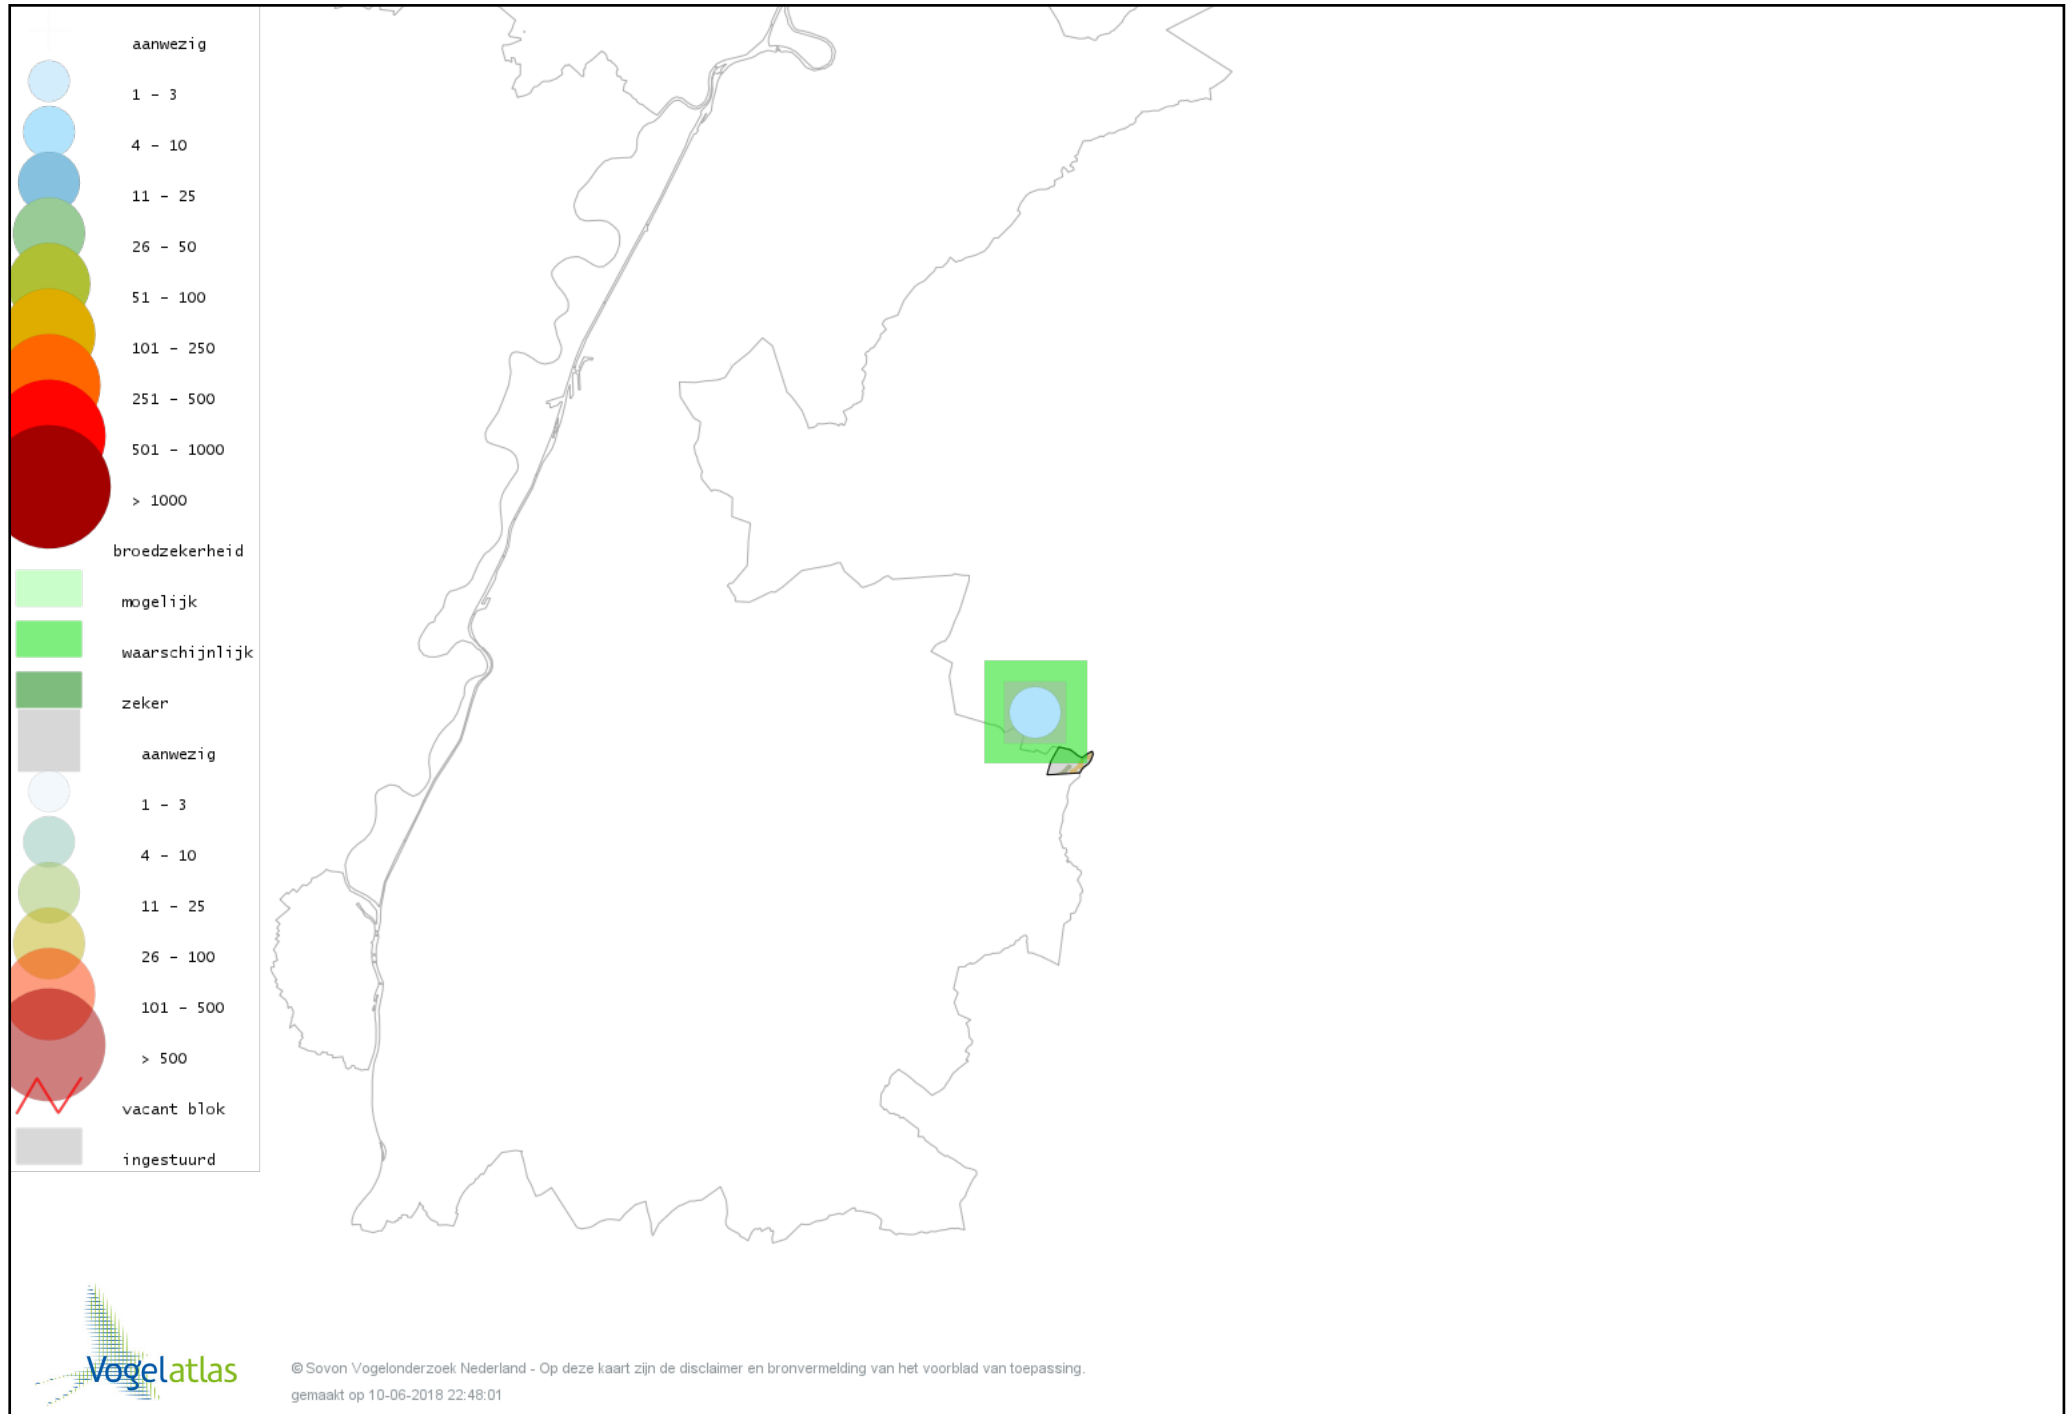 aanwezig
1 - 3
4 - 10
11 - 25
26 - 50
51 - 100
101 - 250
251 - 500
501 - 1000
> 1000
broedzekerheid
mogelijk
waarschijnlijk
zeker
aanwezig
1 - 3
4 - 10
11 - 25
26 - 100
101 - 500
> 500
vacant blok
ingestuurd
Vogelatlas
© Sovon Vogelonderzoek Nederland - Op deze kaart zijn de disclaimer en bronvermelding van het voorblad van toepassing.
gemaakt op 10-06-2018 22:48:01